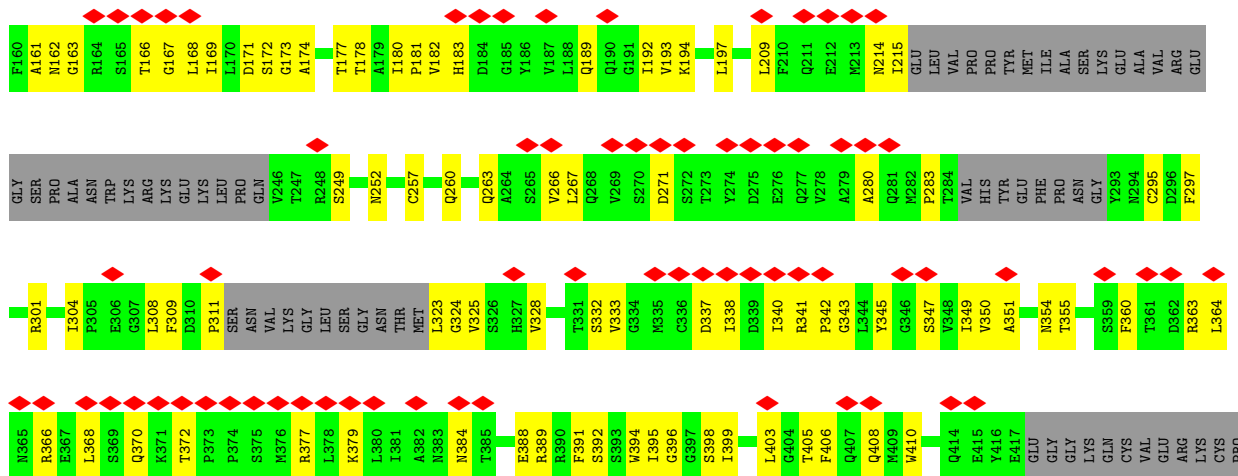 F160 A161 N162 G163 R164 S165 T166 G167 L168 I169 L170 D171 S172 G173 A174 T177 T178 A179 I180 P181 V182 H183 D184 G185 Y186 V187 L188 Q189 Q190 G191 I192 V193 K194 L197 L209 F210 Q211 E212 M213 N214 I215 GLU LEU VAL PRO PRO TYR MET ILE ALA SER LYS GLU ALA VAL ARG GLU
GLY SER PRO ALA ASN TRP LYS ARG LYS GLU LYS LEU PRO GLN V246 T247 R248 S249 N252 C257 Q260 Q263 A264 S265 V266 L267 Q268 V269 S270 D271 S272 T273 Y274 D275 E276 Q277 V278 A279 A280 Q281 M282 P283 T284 VAL HIS TYR GLU PHE PRO ASN GLY Y293 N294 C295 D296 F297
R301 I304 P305 E306 G307 L308 F309 D310 P311 SER ASN VAL LYS GLY LEU SER GLY ASN THR MET L323 G324 V325 S326 H327 V328 T331 S332 V333 G334 M335 C336 D337 I338 D339 I340 R341 P342 G343 L344 Y345 G346 S347 V348 I349 V350 A351 N354 T355 S359 F360 T361 D362 R363 L364
N365 R366 E367 L368 S369 Q370 K371 T372 P373 P374 S375 M376 R377 L378 K379 L380 I381 A382 N383 N384 T385 E388 R389 R390 F391 S392 S393 W394 I395 G396 G397 S398 I399 L403 G404 T405 F406 Q407 Q408 M409 W410 Q414 E415 Y416 E417 GLU GLY GLY LYS GLN CYS VAL GLU ARG LYS CYS PRO